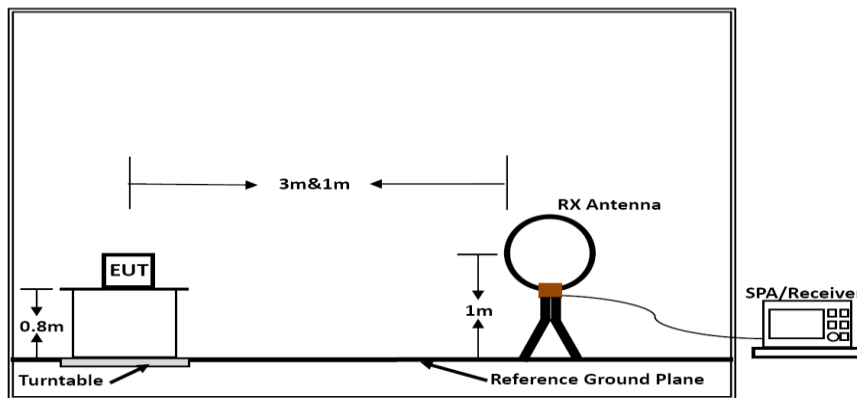 3m&1m
RX Antenna
EUT
SPA/Receiver
0.8m
1m
Turntable
Reference Ground Plane